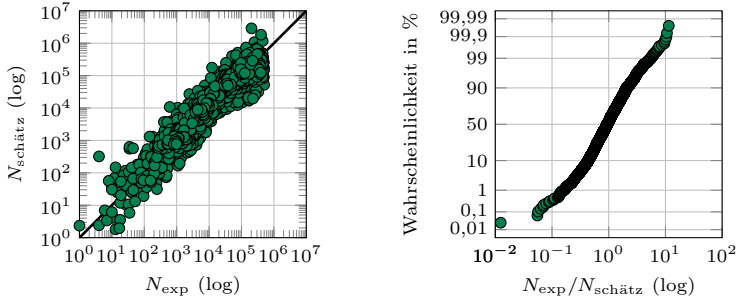 10^7
10^6
10^5
10^4
10^3
10^2
10^1
10^0
N_schätz (log)
10^0 10^1 10^2 10^3 10^4 10^5 10^6 10^7
N_exp (log)
99,99
99,9
99
90
50
10
1
0,1
0,01
Wahrscheinlichkeit in %
10^−2 10^−1 10^0 10^1 10^2
N_exp/N_schätz (log)